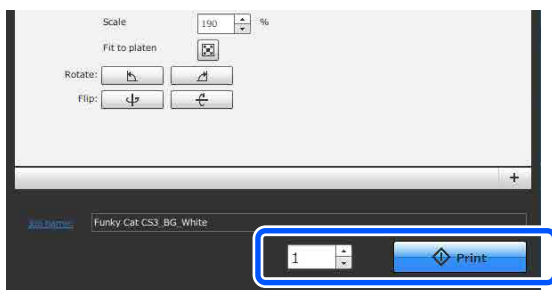 Scale 190 %
Fit to platen
Rotate:
Flip:
+
Job name: Funky Cat CS3_BG_White
1 Print